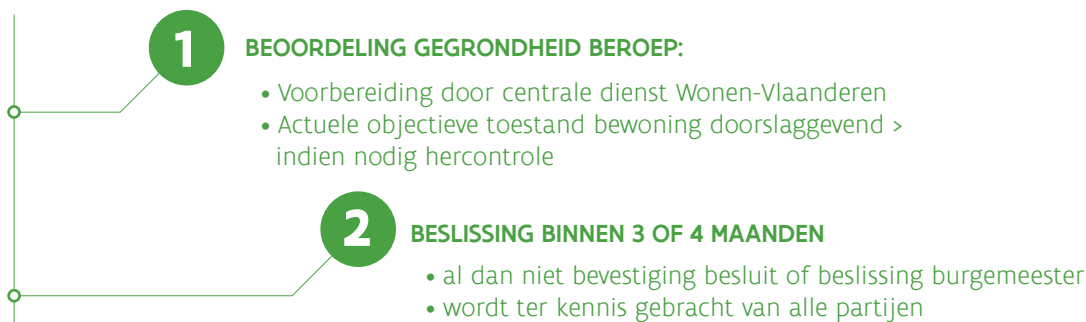 1
BEOORDELING GEGRONDHEID BEROEP:
• Voorbereiding door centrale dienst Wonen-Vlaanderen
• Actuele objectieve toestand bewoning doorslaggevend >
indien nodig hercontrole
2
BESLISSING BINNEN 3 OF 4 MAANDEN
• al dan niet bevestiging besluit of beslissing burgemeester
• wordt ter kennis gebracht van alle partijen